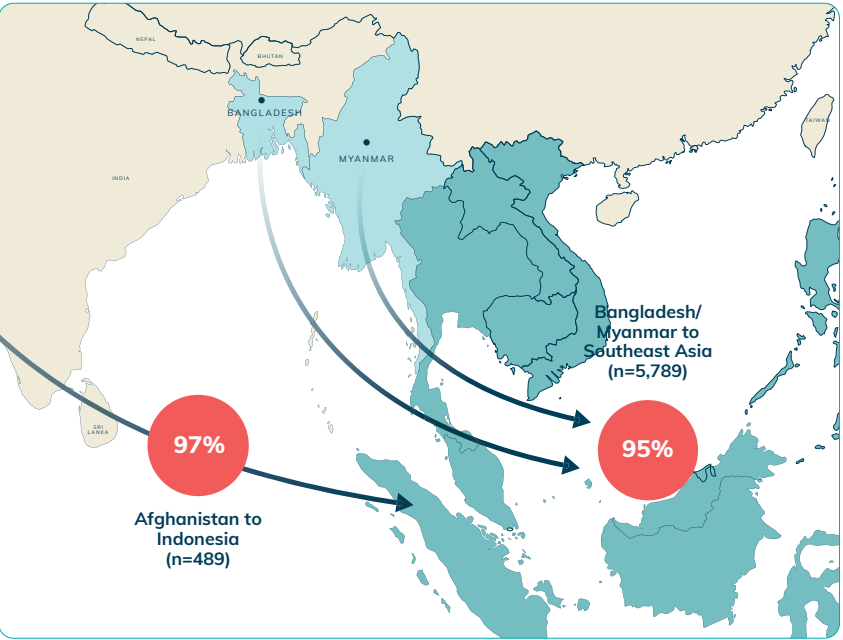 NEPAL
BHUTAN
BANGLADESH
TAIWAN
MYANMAR
INDIA
Bangladesh/
Myanmar to
Southeast Asia
(n=5,789)
SRI
LANKA
97%
95%
Afghanistan to
Indonesia
(n=489)